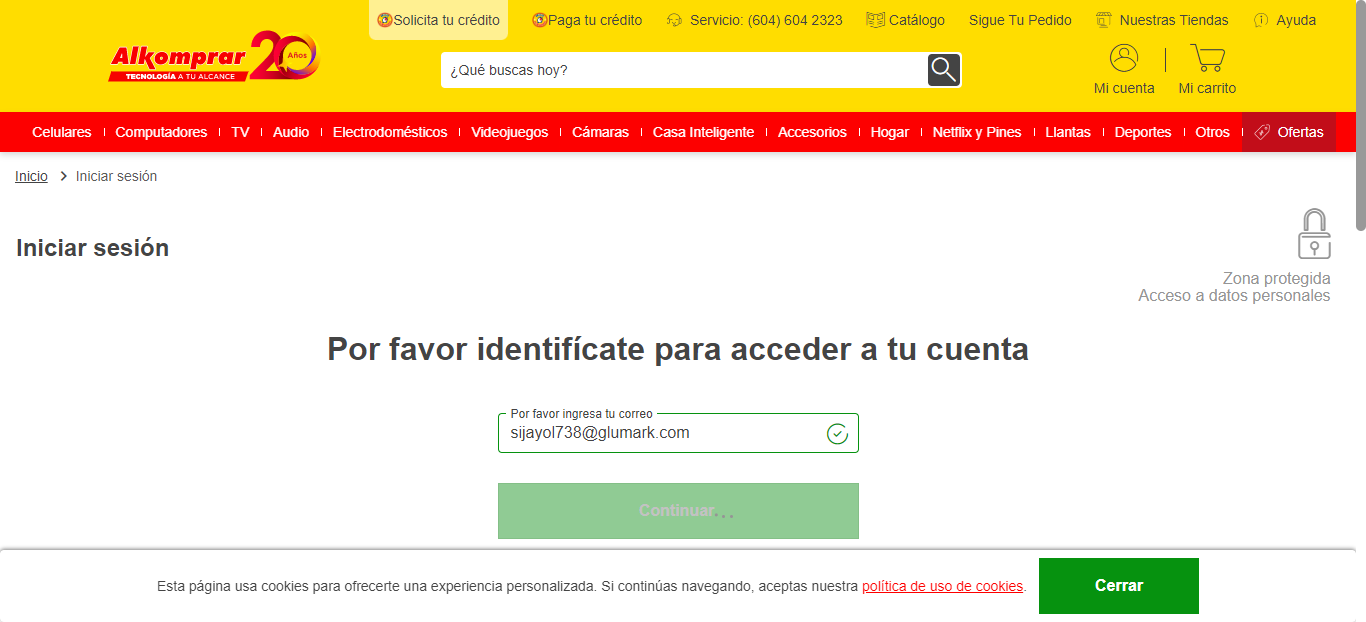 Solicita tu crédito
Paga tu crédito
Servicio: (604) 604 2323
Catálogo
Sigue Tu Pedido
Nuestras Tiendas
Ayuda
Alkomprar 20 Años
TECNOLOGÍA A TU ALCANCE
¿Qué buscas hoy?
Mi cuenta
Mi carrito
Celulares
Computadores
TV
Audio
Electrodomésticos
Videojuegos
Cámaras
Casa Inteligente
Accesorios
Hogar
Netflix y Pines
Llantas
Deportes
Otros
Ofertas
Inicio > Iniciar sesión
Iniciar sesión
Zona protegida
Acceso a datos personales
Por favor identifícate para acceder a tu cuenta
Por favor ingresa tu correo
sijayol738@glumark.com
Continuar...
Esta página usa cookies para ofrecerte una experiencia personalizada. Si continúas navegando, aceptas nuestra política de uso de cookies.
Cerrar